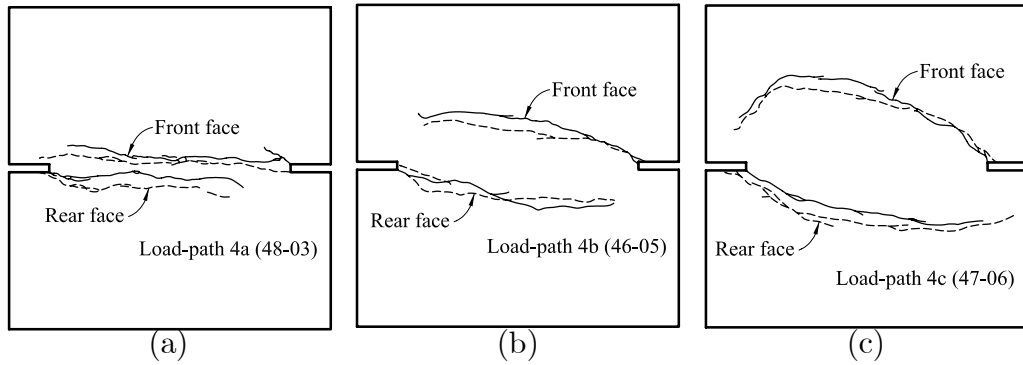 Front face
Rear face
Load-path 4a (48-03)
(a)
Front face
Rear face
Load-path 4b (46-05)
(b)
Front face
Rear face
Load-path 4c (47-06)
(c)